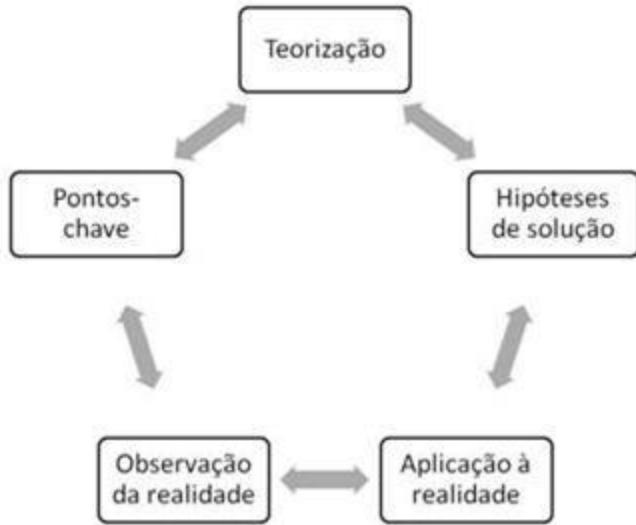 Teorização
Pontos-
chave
Hipóteses
de solução
Observação
da realidade
Aplicação à
realidade